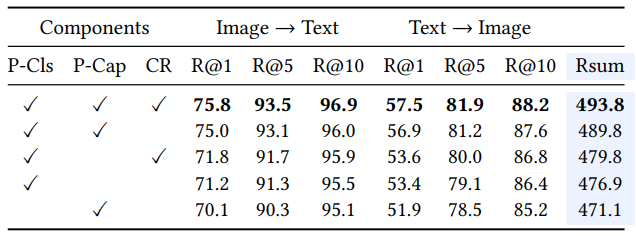 Components Image → Text Text → Image
P-Cls P-Cap CR R@1 R@5 R@10 R@1 R@5 R@10 Rsum
✓ ✓ ✓ 75.8 93.5 96.9 57.5 81.9 88.2 493.8
✓ ✓ 75.0 93.1 96.0 56.9 81.2 87.6 489.8
✓ ✓ 71.8 91.7 95.9 53.6 80.0 86.8 479.8
✓ 71.2 91.3 95.5 53.4 79.1 86.4 476.9
✓ 70.1 90.3 95.1 51.9 78.5 85.2 471.1